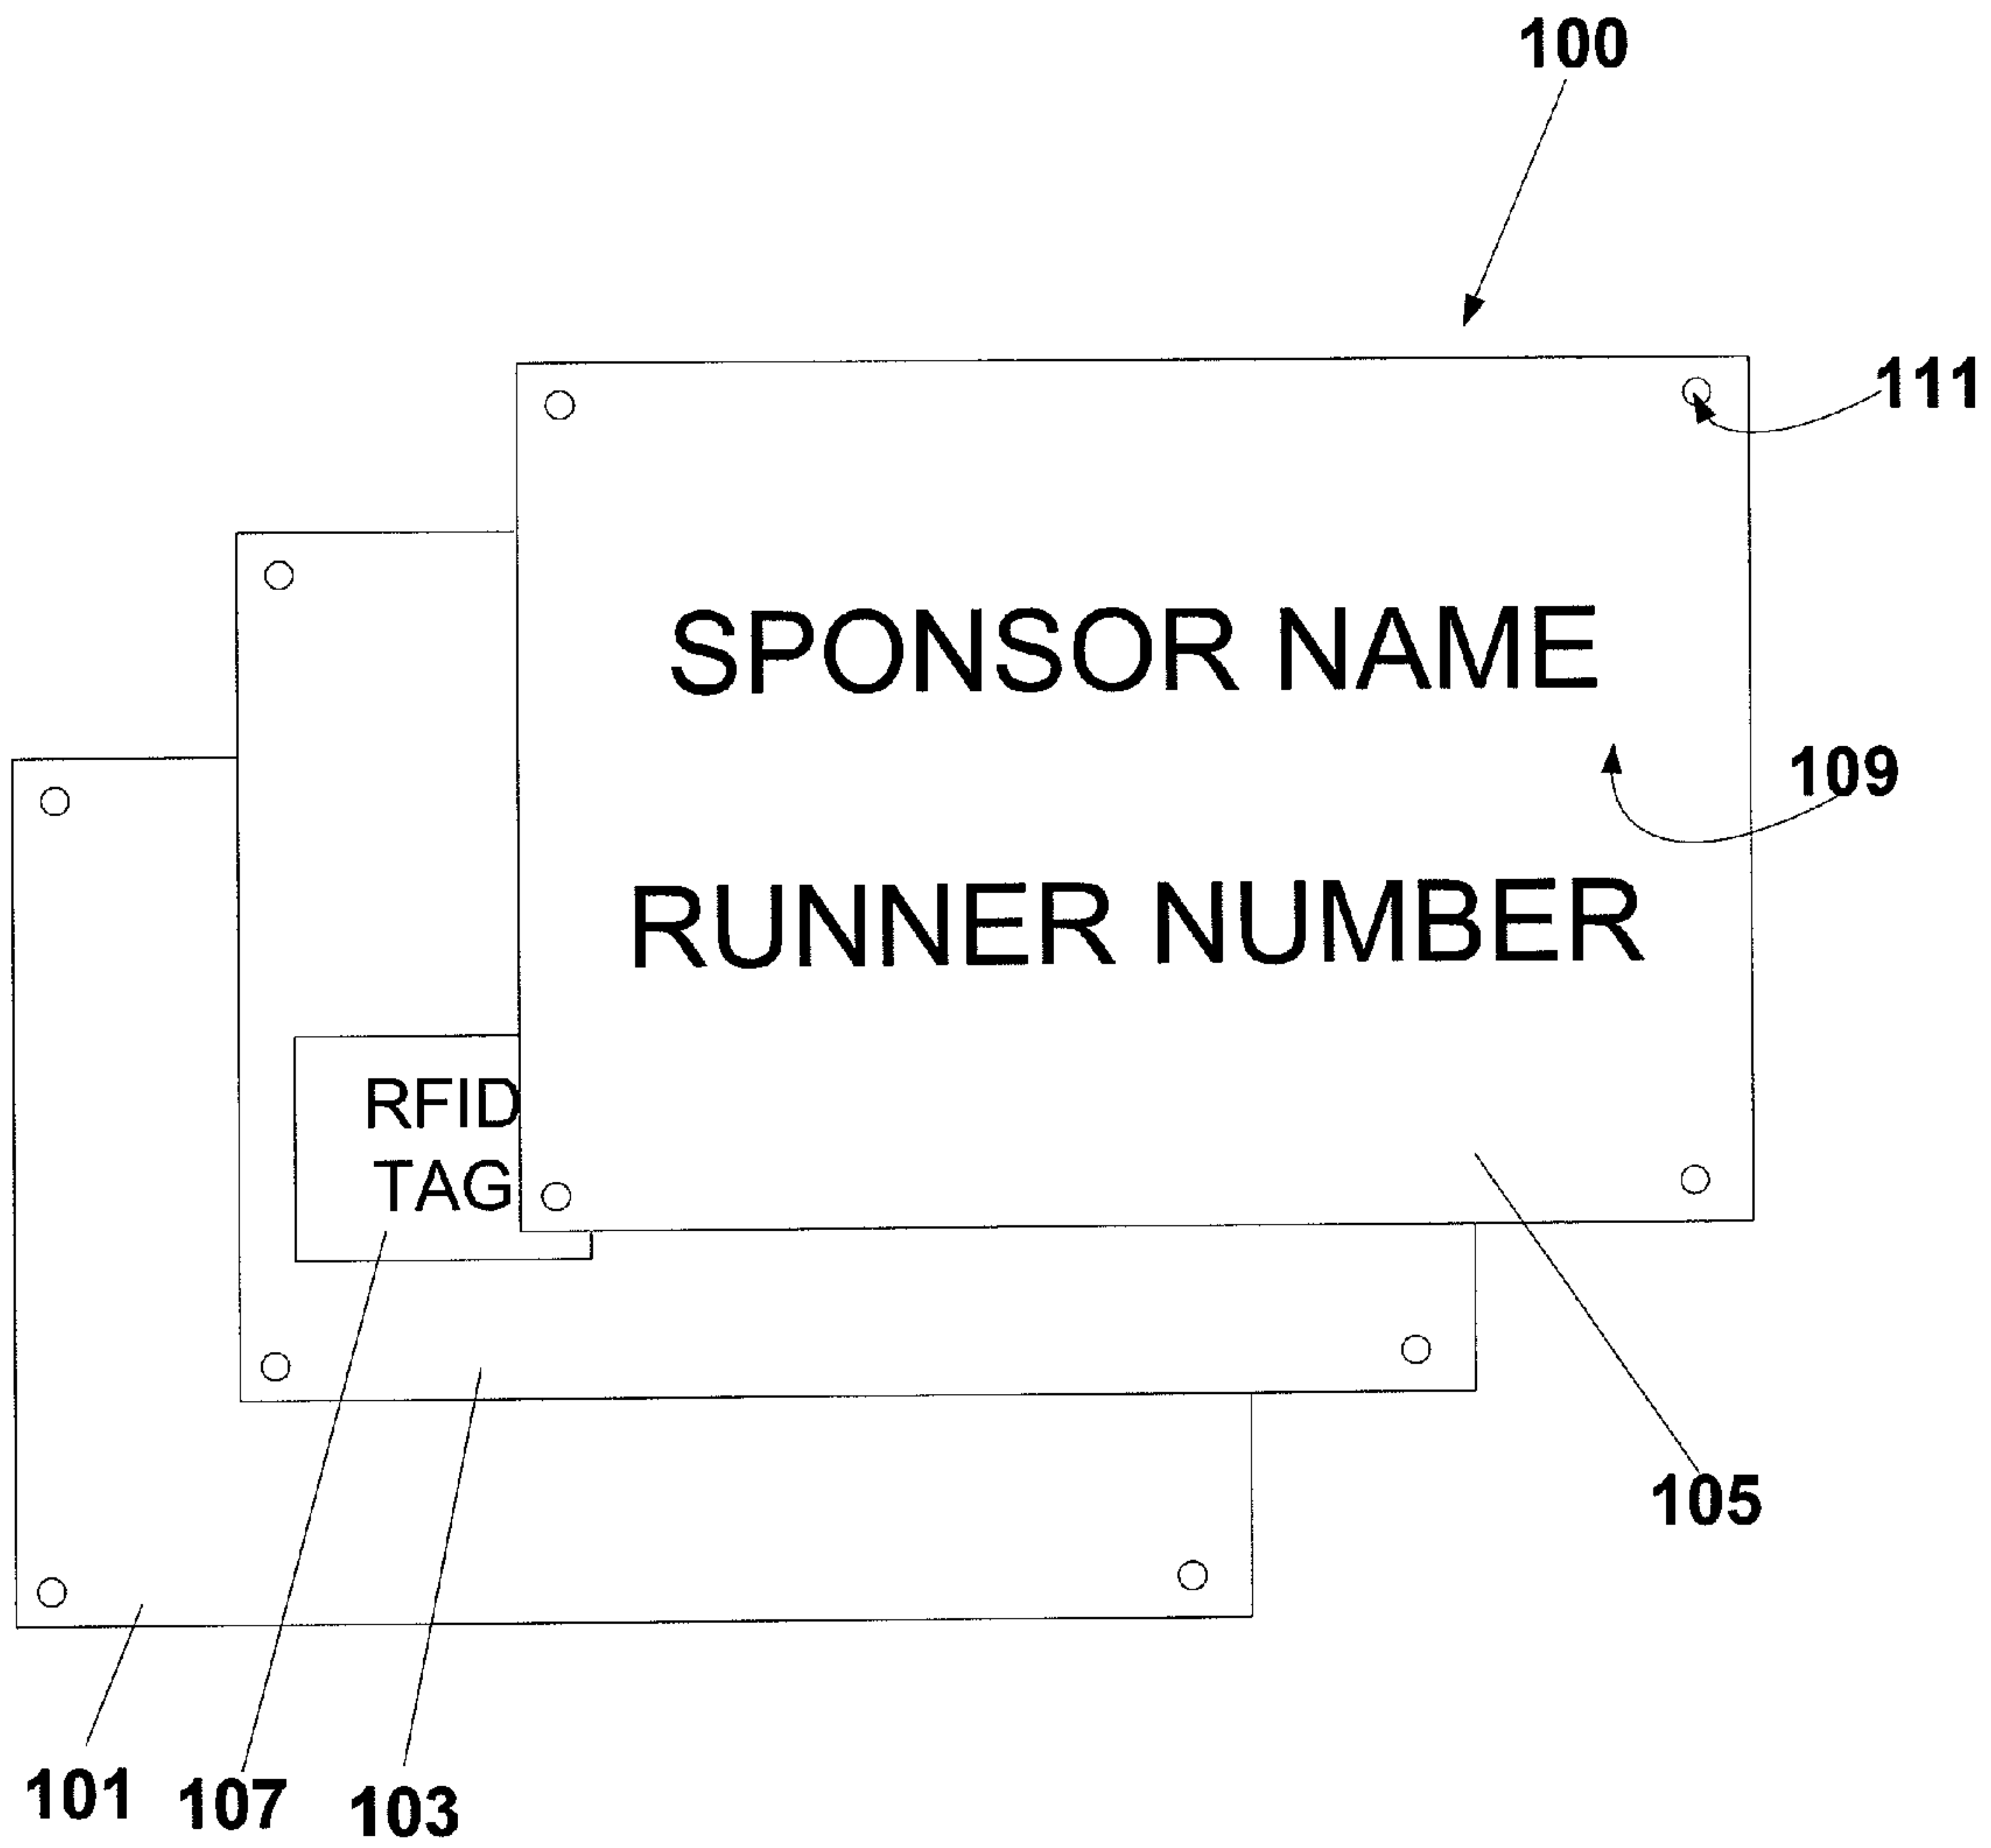 100
111
SPONSOR NAME
109
RUNNER NUMBER
RFID
TAG
105
101
107
103